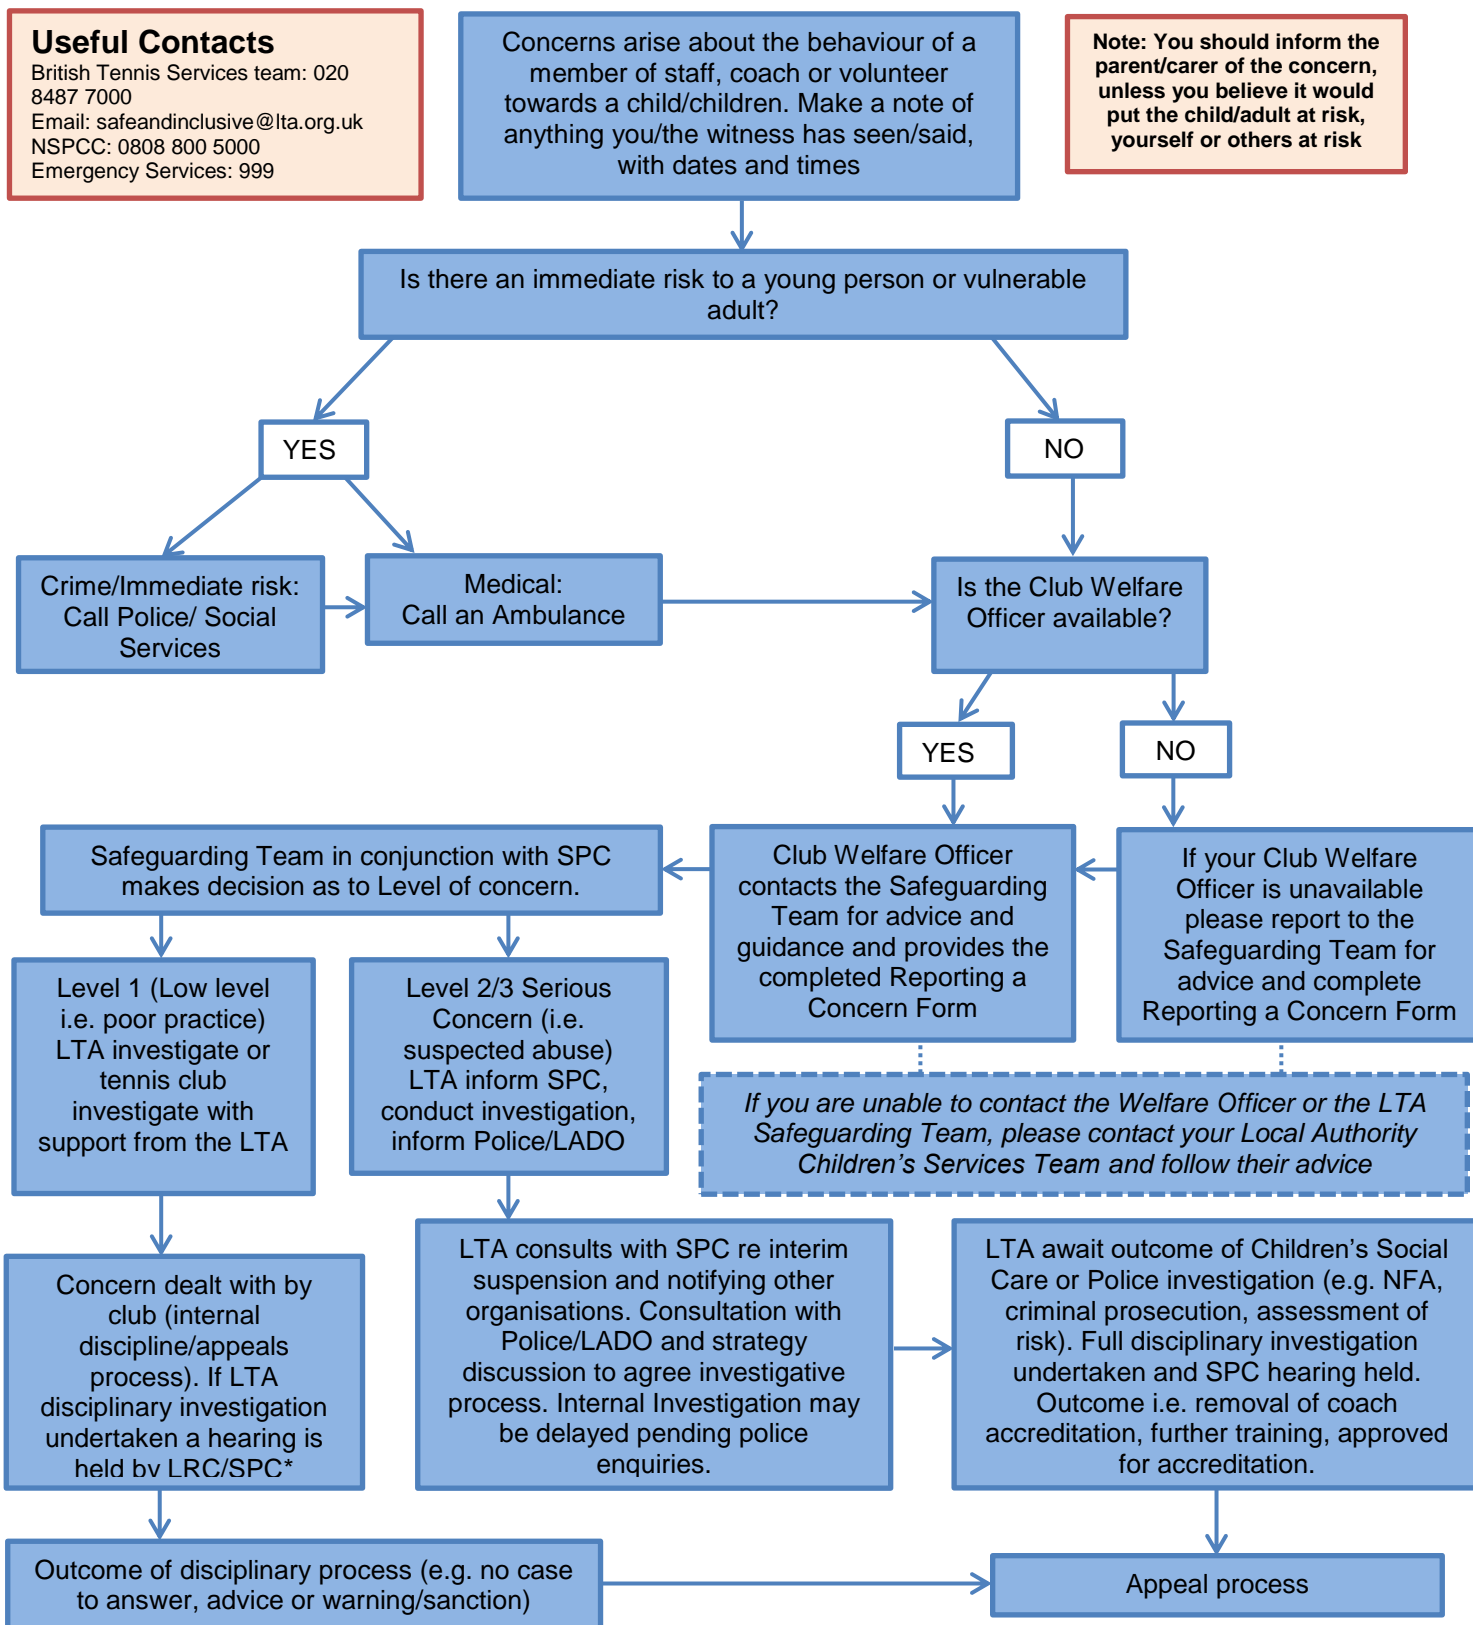 Useful Contacts
British Tennis Services team: 020
8487 7000
Email: safeandinclusive@lta.org.uk
NSPCC: 0808 800 5000
Emergency Services: 999
Concerns arise about the behaviour of a
member of staff, coach or volunteer
towards a child/children. Make a note of
anything you/the witness has seen/said,
with dates and times
Note: You should inform the
parent/carer of the concern,
unless you believe it would
put the child/adult at risk,
yourself or others at risk
Is there an immediate risk to a young person or vulnerable
adult?
YES
NO
Crime/Immediate risk:
Call Police/ Social
Services
Medical:
Call an Ambulance
Is the Club Welfare
Officer available?
YES
NO
Safeguarding Team in conjunction with SPC
makes decision as to Level of concern.
Club Welfare Officer
contacts the Safeguarding
Team for advice and
guidance and provides the
completed Reporting a
Concern Form
If your Club Welfare
Officer is unavailable
please report to the
Safeguarding Team for
advice and complete
Reporting a Concern Form
Level 1 (Low level
i.e. poor practice)
LTA investigate or
tennis club
investigate with
support from the LTA
Level 2/3 Serious
Concern (i.e.
suspected abuse)
LTA inform SPC,
conduct investigation,
inform Police/LADO
If you are unable to contact the Welfare Officer or the LTA
Safeguarding Team, please contact your Local Authority
Children's Services Team and follow their advice
Concern dealt with by
club (internal
discipline/appeals
process). If LTA
disciplinary investigation
undertaken a hearing is
held by LRC/SPC*
LTA consults with SPC re interim
suspension and notifying other
organisations. Consultation with
Police/LADO and strategy
discussion to agree investigative
process. Internal Investigation may
be delayed pending police
enquiries.
LTA await outcome of Children's Social
Care or Police investigation (e.g. NFA,
criminal prosecution, assessment of
risk). Full disciplinary investigation
undertaken and SPC hearing held.
Outcome i.e. removal of coach
accreditation, further training, approved
for accreditation.
Outcome of disciplinary process (e.g. no case
to answer, advice or warning/sanction)
Appeal process